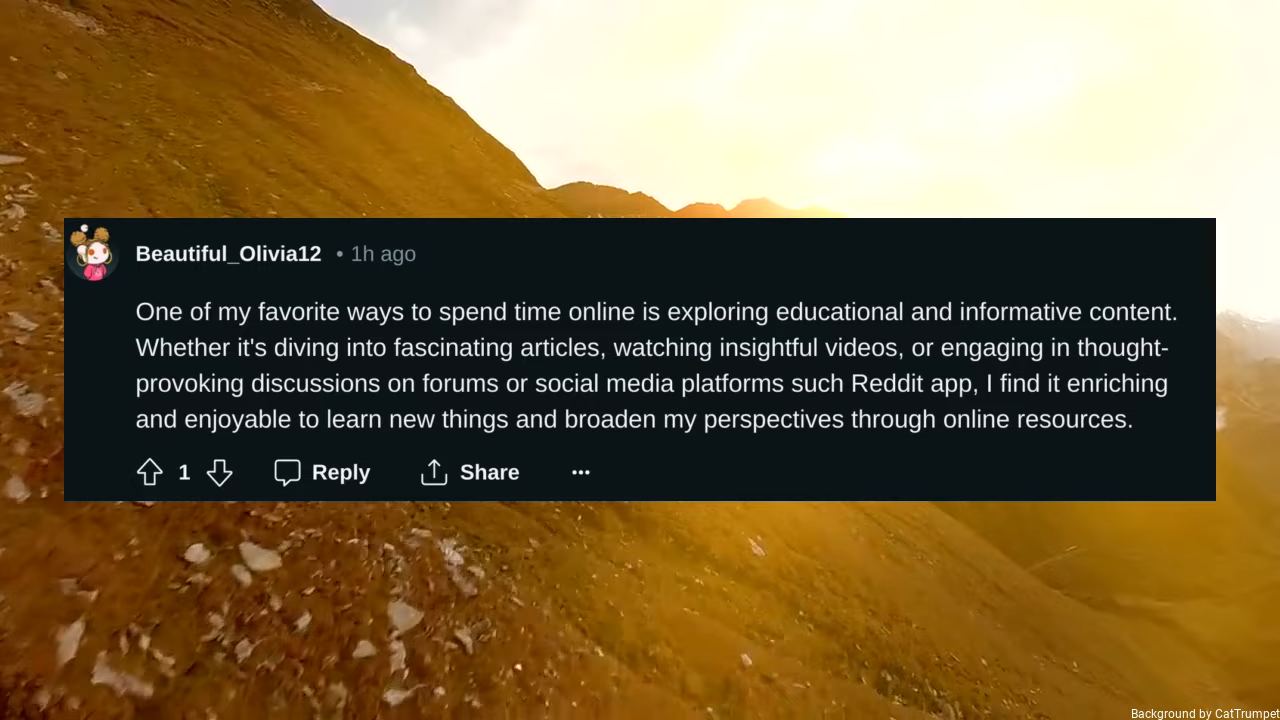 Beautiful_Olivia12 • 1h ago
One of my favorite ways to spend time online is exploring educational and informative content.
Whether it's diving into fascinating articles, watching insightful videos, or engaging in thought-
provoking discussions on forums or social media platforms such Reddit app, I find it enriching
and enjoyable to learn new things and broaden my perspectives through online resources.
1 Reply Share ···
Background by CatTrumpet